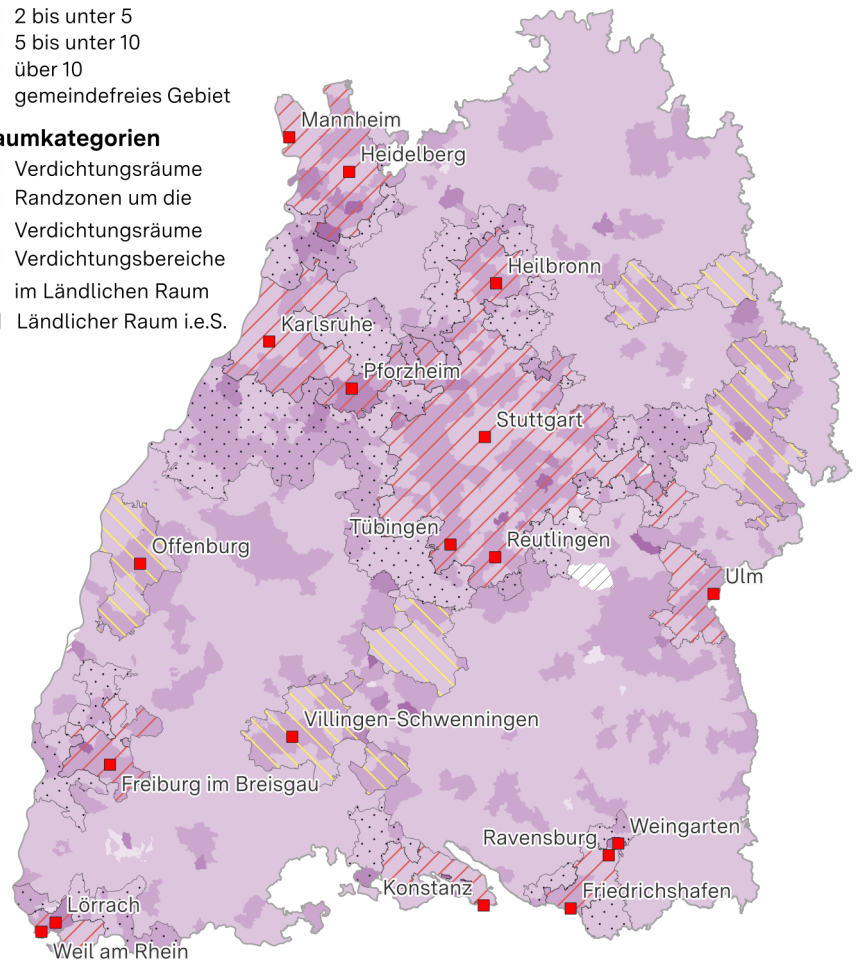 2 bis unter 5
5 bis unter 10
über 10
gemeindefreies Gebiet
aumkategorien
Verdichtungsräume
Randzonen um die
Verdichtungsräume
Verdichtungsbereiche
im Ländlichen Raum
Ländlicher Raum i.e.S.
Mannheim
Heidelberg
Heilbronn
Karlsruhe
Pforzheim
Stuttgart
Tübingen
Reutlingen
Offenburg
Ulm
Villingen-Schwenningen
Freiburg im Breisgau
Weingarten
Ravensburg
Konstanz
Friedrichshafen
Lörrach
Weil am Rhein